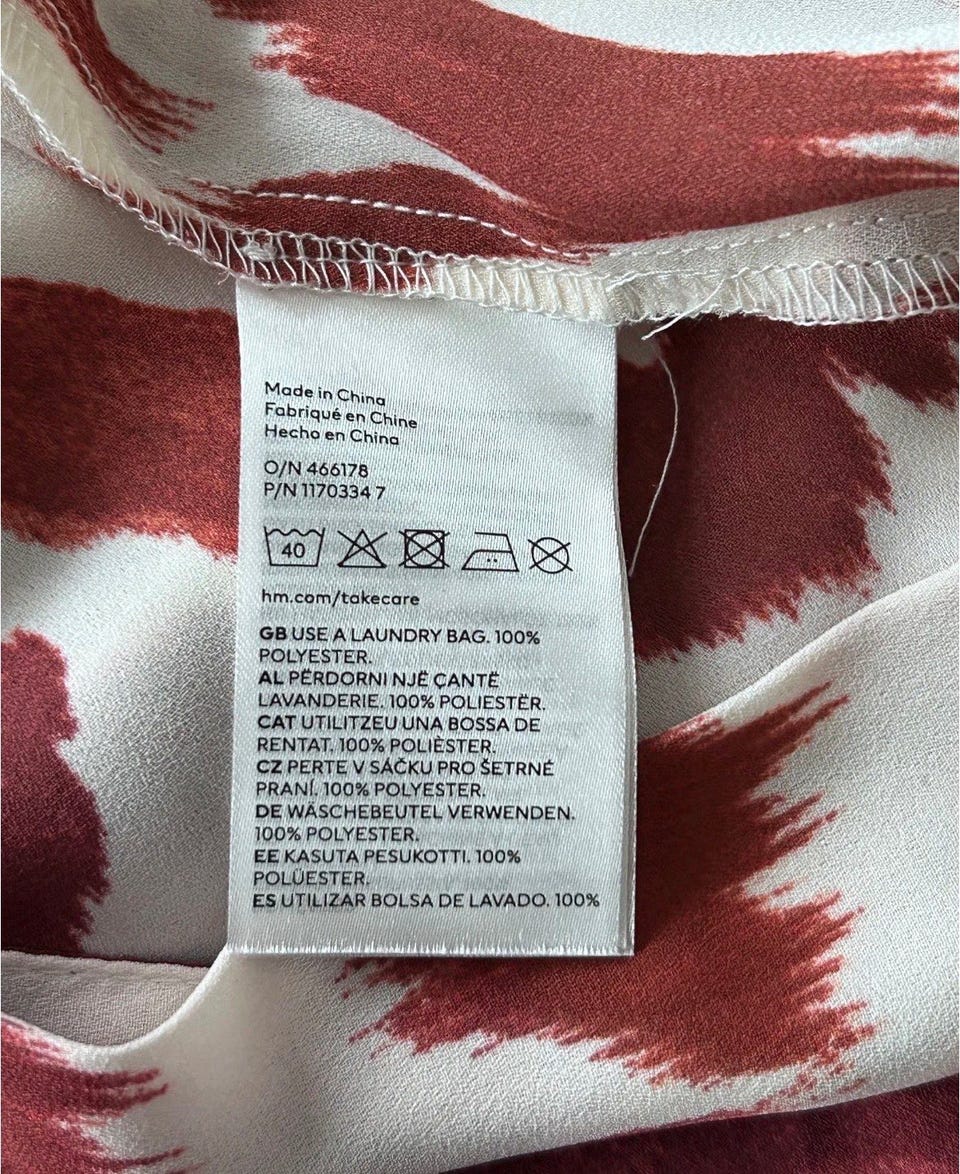 Made in China
Fabriqué en Chine
Hecho en China
O/N 466178
P/N 1170334 7
40
hm.com/takecare
GB USE A LAUNDRY BAG. 100%
POLYESTER.
AL PËRDORNI NJË ÇANTË
LAVANDERIE. 100% POLIESTËR.
CAT UTILITZEU UNA BOSSA DE
RENTAT. 100% POLIÈSTER.
CZ PERTE V SÁČKU PRO ŠETRNÉ
PRANÍ. 100% POLYESTER.
DE WÄSCHEBEUTEL VERWENDEN.
100% POLYESTER.
EE KASUTA PESUKOTTI. 100%
POLÜESTER.
ES UTILIZAR BOLSA DE LAVADO. 100%